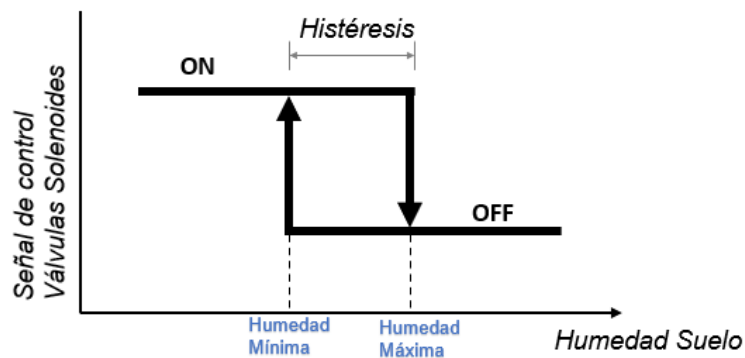 Histéresis
ON
Señal de control
Válvulas Solenoides
OFF
Humedad
Mínima
Humedad
Máxima
Humedad Suelo